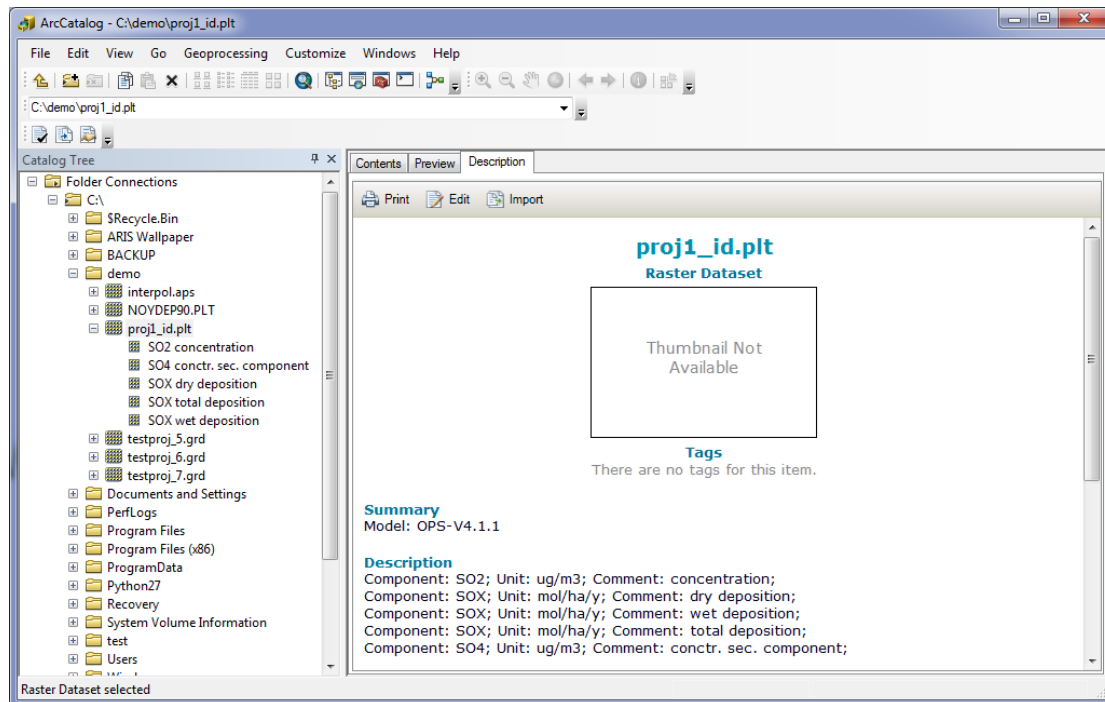 ArcCatalog - C:\demo\proj1_id.plt
File Edit View Go Geoprocessing Customize Windows Help
C:\demo\proj1_id.plt
Catalog Tree
Folder Connections
C:\
$Recycle.Bin
ARIS Wallpaper
BACKUP
demo
interpol.aps
NOYDEP90.PLT
proj1_id.plt
SO2 concentration
SO4 conctr. sec. component
SOX dry deposition
SOX total deposition
SOX wet deposition
testproj_5.grd
testproj_6.grd
testproj_7.grd
Documents and Settings
PerfLogs
Program Files
Program Files (x86)
ProgramData
Python27
Recovery
System Volume Information
test
Users
Contents Preview Description
Print Edit Import
proj1_id.plt
Raster Dataset
Thumbnail Not
Available
Tags
There are no tags for this item.
Summary
Model: OPS-V4.1.1
Description
Component: SO2; Unit: ug/m3; Comment: concentration;
Component: SOX; Unit: mol/ha/y; Comment: dry deposition;
Component: SOX; Unit: mol/ha/y; Comment: wet deposition;
Component: SOX; Unit: mol/ha/y; Comment: total deposition;
Component: SO4; Unit: ug/m3; Comment: conctr. sec. component;
Raster Dataset selected